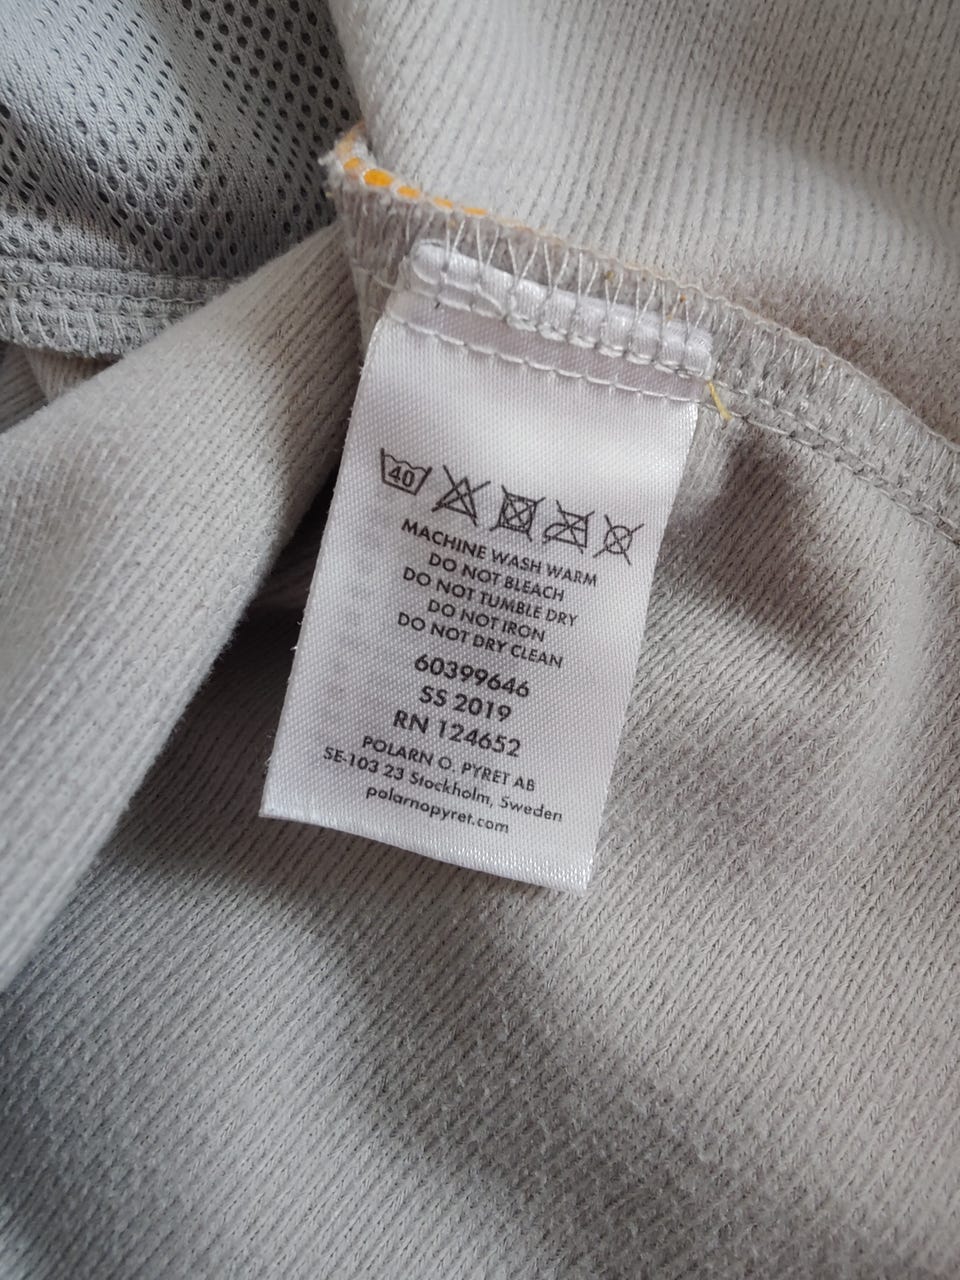 40
MACHINE WASH WARM
DO NOT BLEACH
DO NOT TUMBLE DRY
DO NOT IRON
DO NOT DRY CLEAN
60399646
SS 2019
RN 124652
POLARN O. PYRET AB
SE-103 23 Stockholm, Sweden
polarnopyret.com